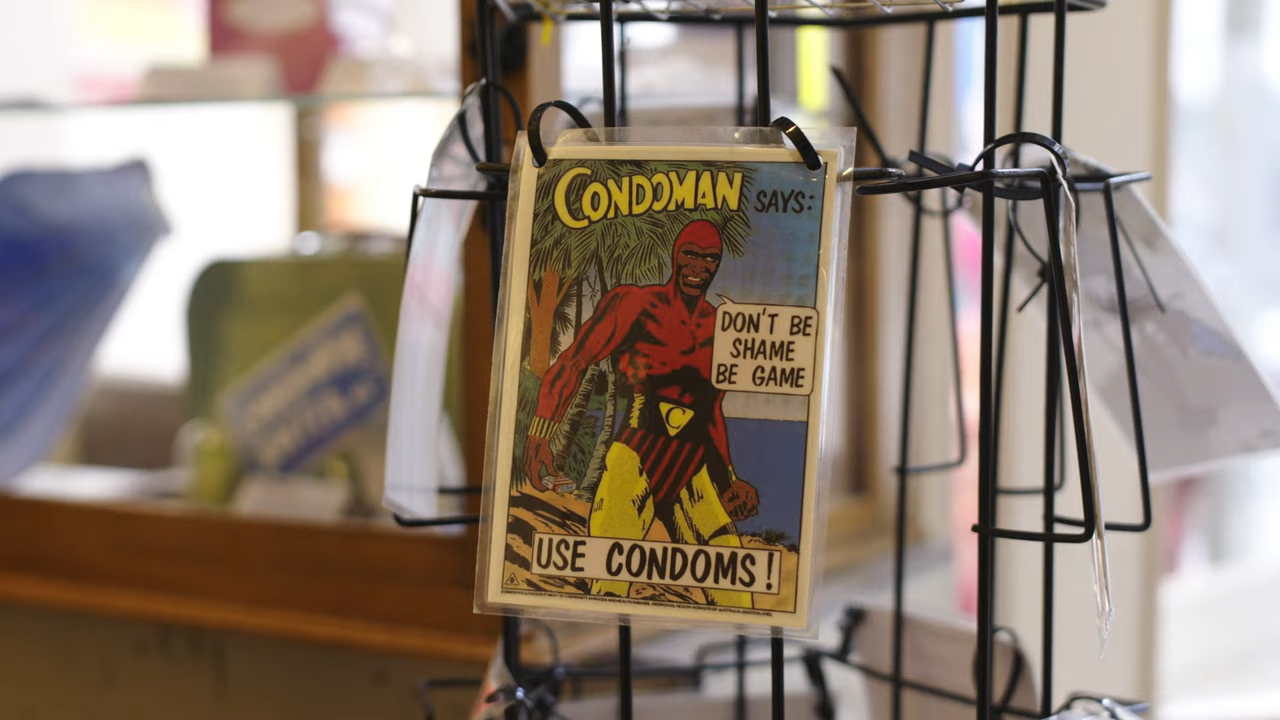 CONDOMAN SAYS:
DON'T BE
SHAME
BE GAME
C
USE CONDOMS!